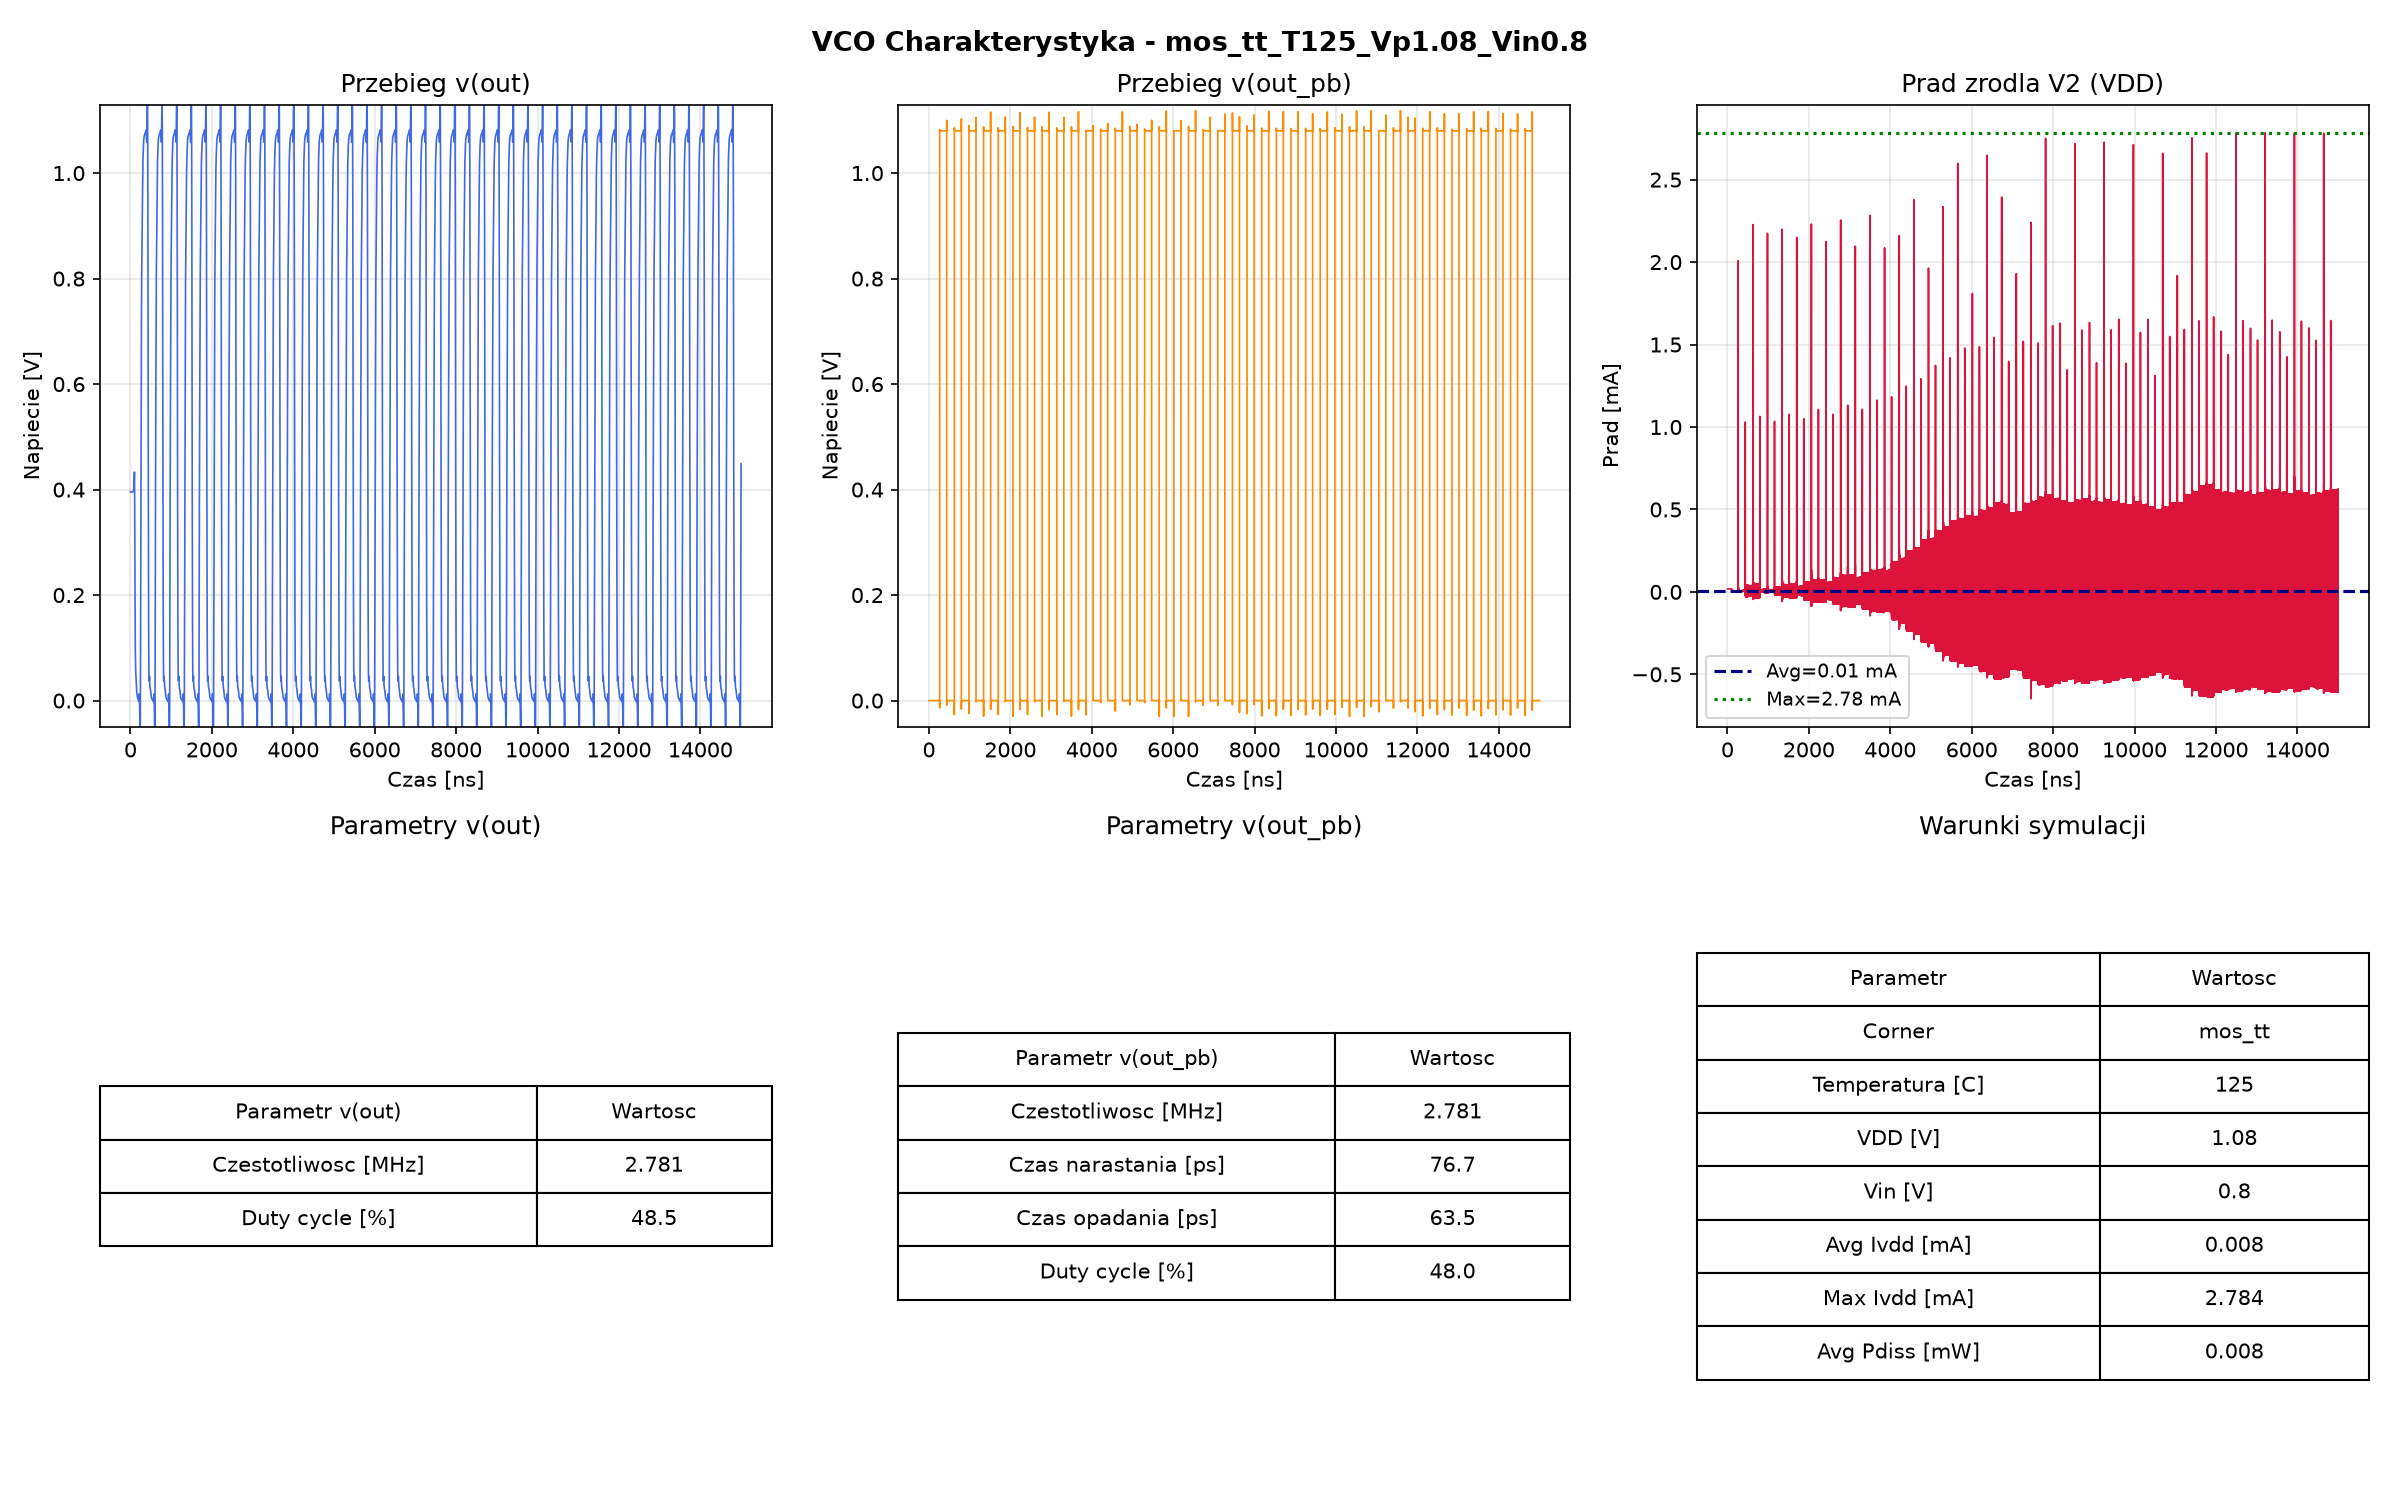 VCO Charakterystyka - mos_tt_T125_Vp1.08_Vin0.8
Przebieg v(out)
Napiecie [V]
1.0
0.8
0.6
0.4
0.2
0.0
0 2000 4000 6000 8000 10000 12000 14000
Czas [ns]
Przebieg v(out_pb)
Napiecie [V]
1.0
0.8
0.6
0.4
0.2
0.0
0 2000 4000 6000 8000 10000 12000 14000
Czas [ns]
Prad zrodla V2 (VDD)
Prad [mA]
2.5
2.0
1.5
1.0
0.5
0.0
−0.5
Avg=0.01 mA
Max=2.78 mA
0 2000 4000 6000 8000 10000 12000 14000
Czas [ns]
Parametry v(out)
Parametr v(out) Wartosc
Czestotliwosc [MHz] 2.781
Duty cycle [%] 48.5
Parametry v(out_pb)
Parametr v(out_pb) Wartosc
Czestotliwosc [MHz] 2.781
Czas narastania [ps] 76.7
Czas opadania [ps] 63.5
Duty cycle [%] 48.0
Warunki symulacji
Parametr Wartosc
Corner mos_tt
Temperatura [C] 125
VDD [V] 1.08
Vin [V] 0.8
Avg Ivdd [mA] 0.008
Max Ivdd [mA] 2.784
Avg Pdiss [mW] 0.008